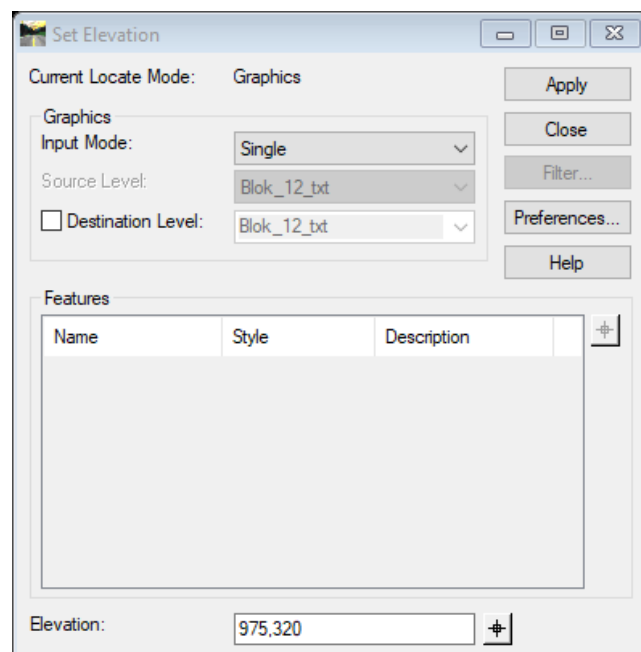 Set Elevation
Current Locate Mode: Graphics
Apply
Graphics
Close
Input Mode: Single
Filter...
Source Level: Blok_12_txt
Destination Level: Blok_12_txt
Preferences...
Help
Features
Name Style Description
Elevation: 975,320